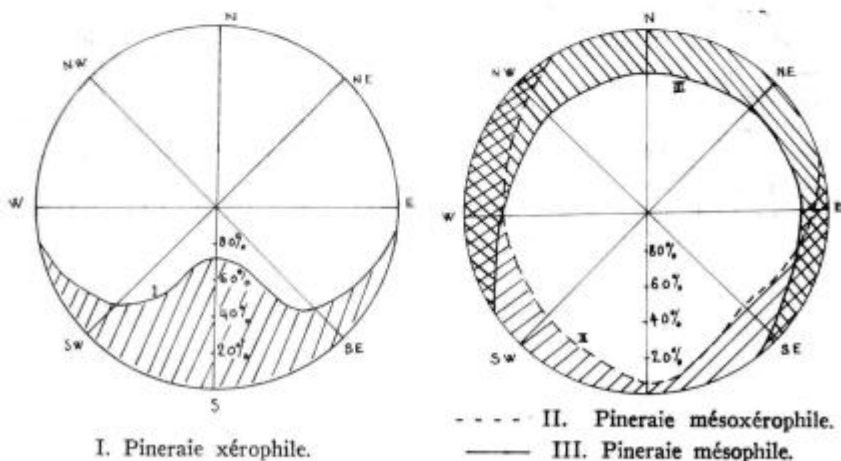 N
NW
NE
W
E
80%
60%
I
40%
20%
SW
SE
S
I. Pineraie xérophile.
N
NW
NE
III
W
E
80%
60%
40%
20%
II
SW
SE
II. Pineraie mésoxérophile.
III. Pineraie mésophile.